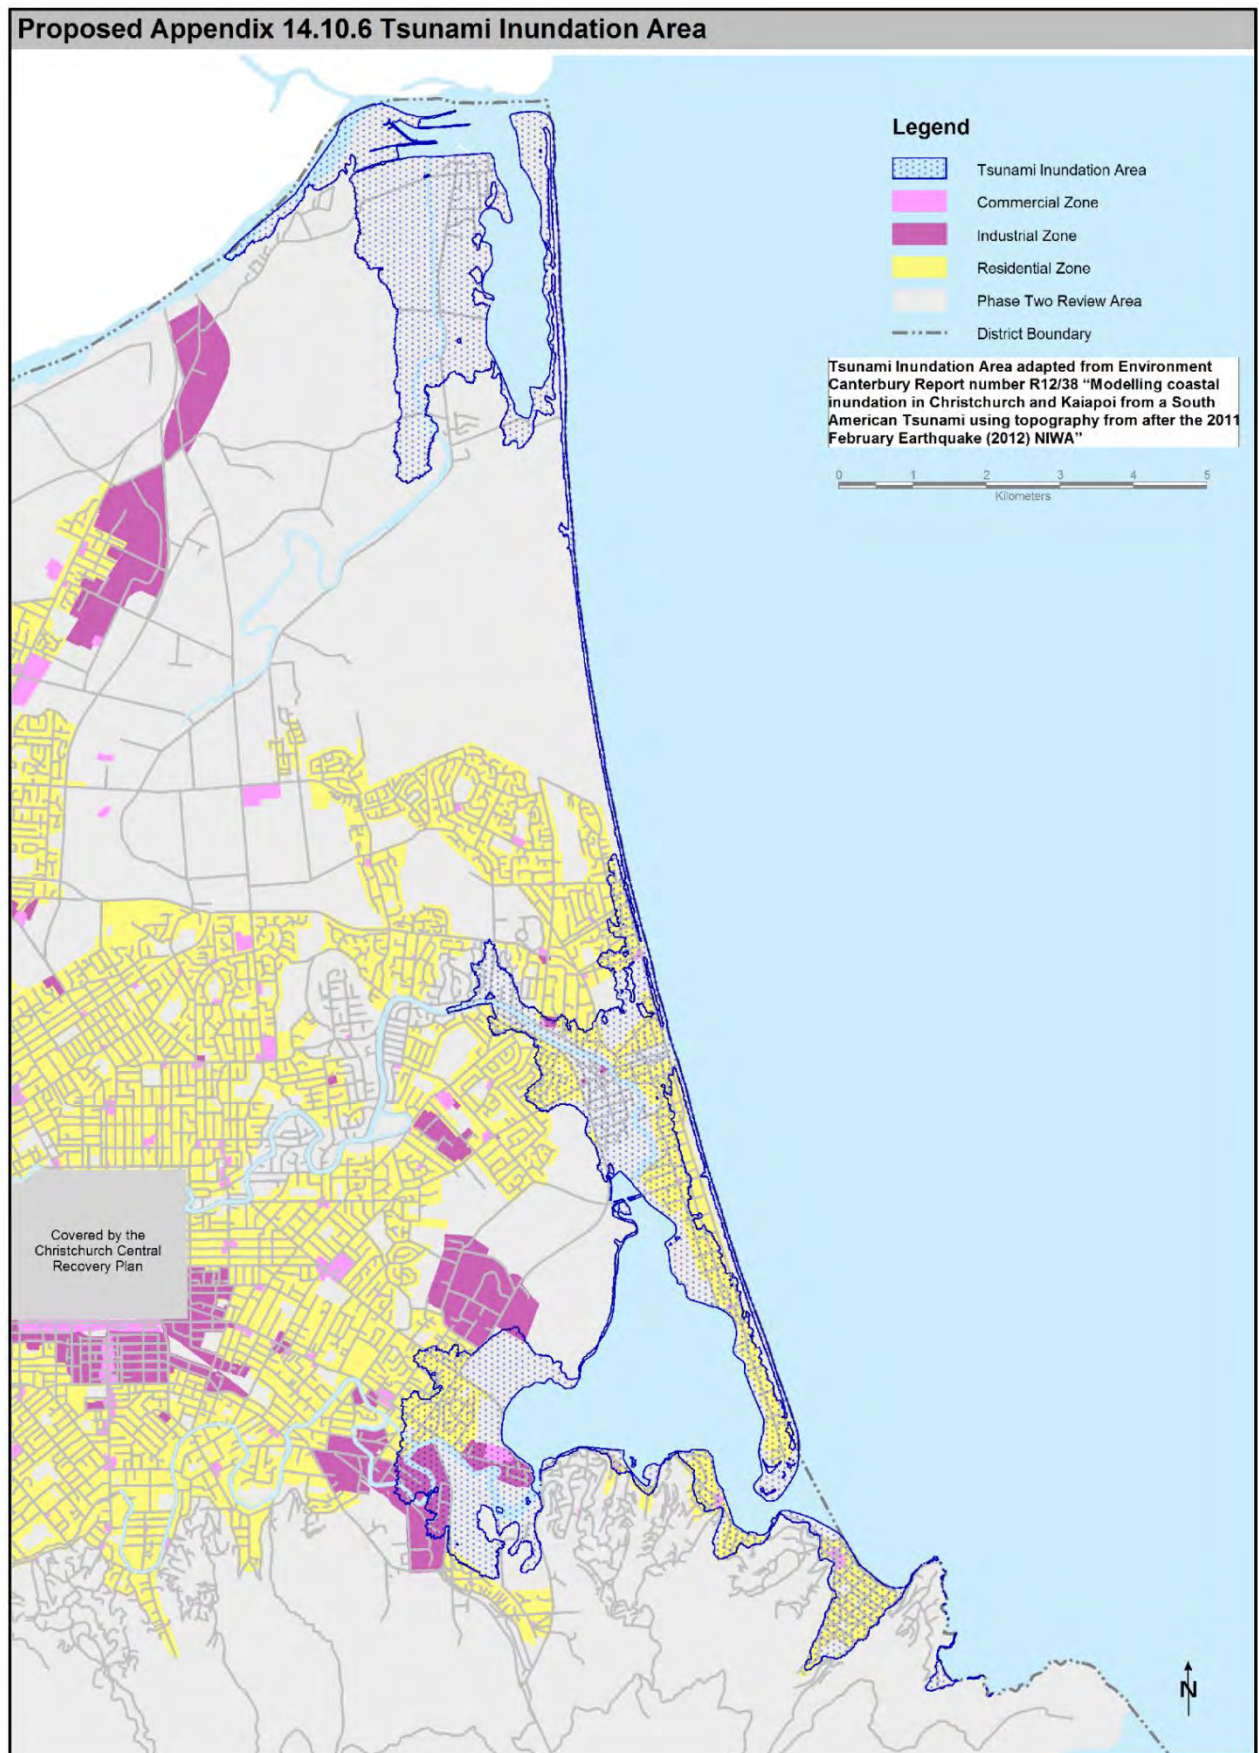 Proposed Appendix 14.10.6 Tsunami Inundation Area
Legend
Tsunami Inundation Area
Commercial Zone
Industrial Zone
Residential Zone
Phase Two Review Area
District Boundary
Tsunami Inundation Area adapted from Environment
Canterbury Report number R12/38 “Modelling coastal
inundation in Christchurch and Kaiapoi from a South
American Tsunami using topography from after the 2011
February Earthquake (2012) NIWA”
0 1 2 3 4 5
Kilometers
Covered by the
Christchurch Central
Recovery Plan
N